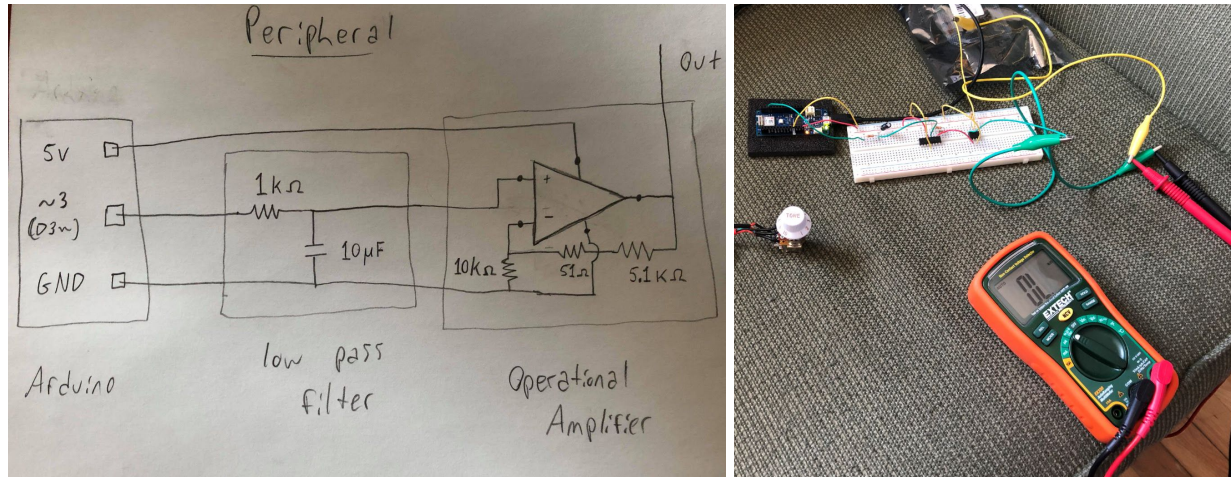 Peripheral
Out
5v
~3
(D3~)
GND
1kΩ
10µF
+
−
10kΩ
51Ω
5.1kΩ
Arduino
low pass
filter
Operational
Amplifier
EXTECH